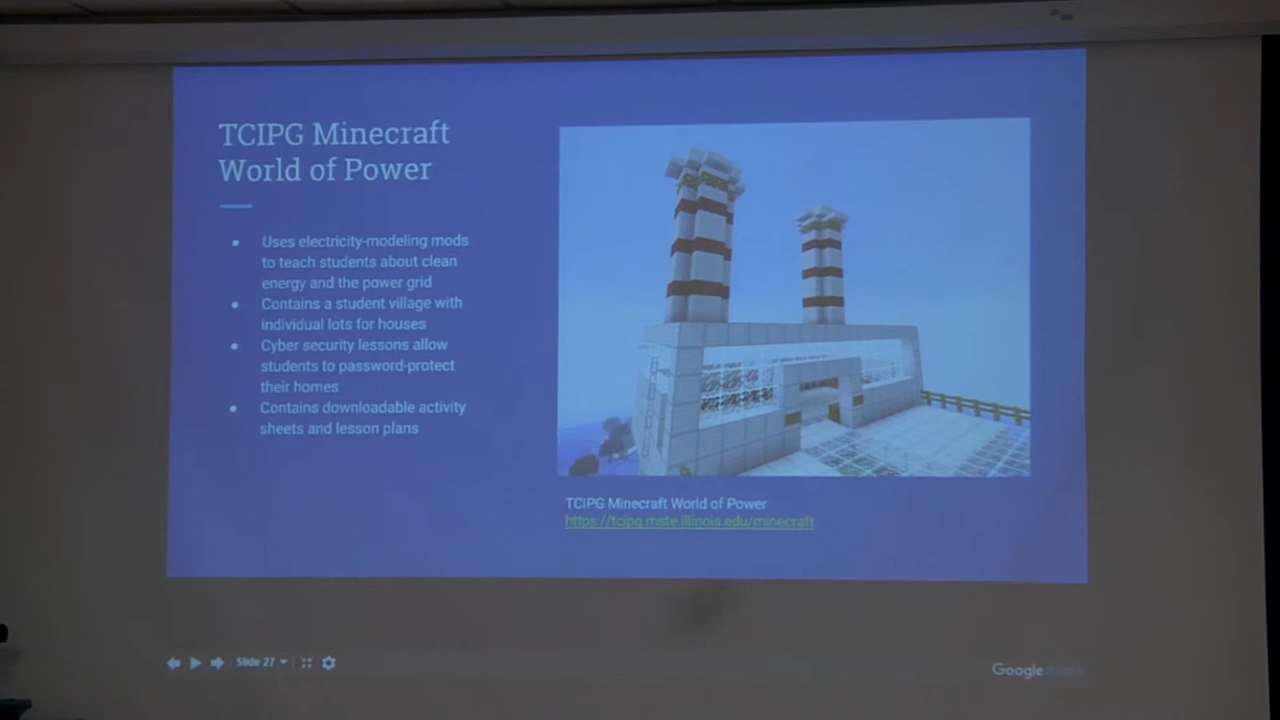 TCIPG Minecraft
World of Power
Uses electricity-modeling mods
to teach students about clean
energy and the power grid
Contains a student village with
individual lots for houses
Cyber security lessons allow
students to password-protect
their homes
Contains downloadable activity
sheets and lesson plans
TCIPG Minecraft World of Power
https://tcipg.mste.illinois.edu/minecraft
Slide 27
Google